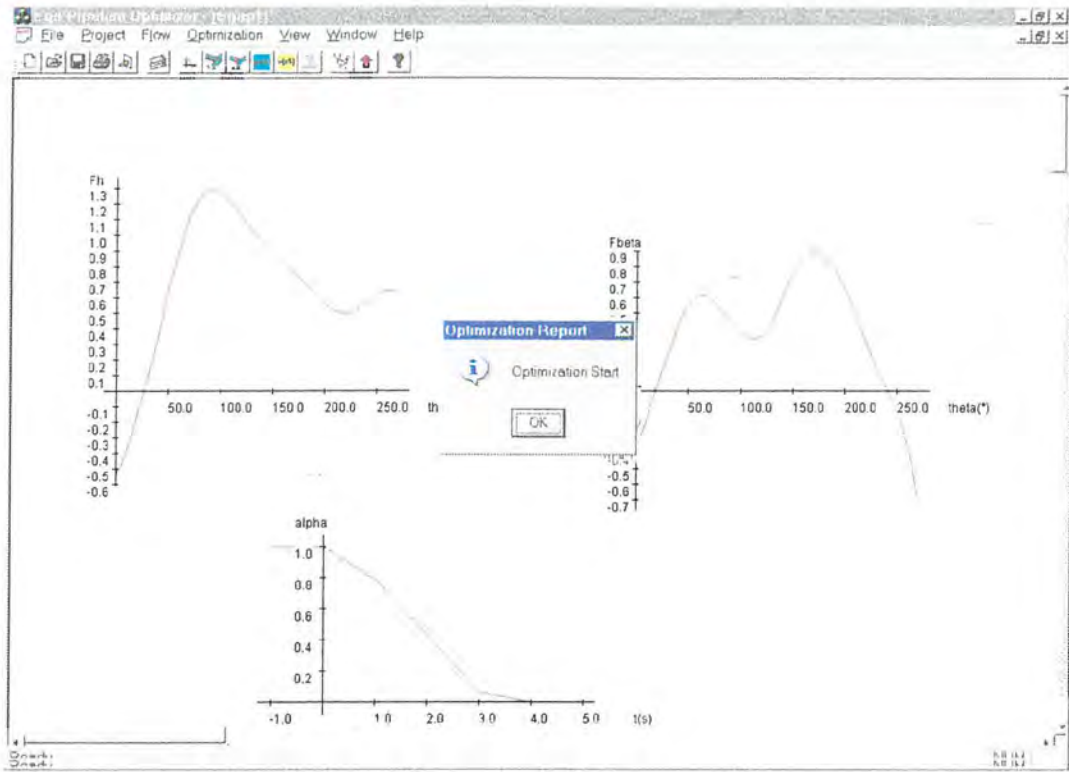 Pipeline Optimizer
File Project Flow Optimization View Window Help
Fh
1.3
1.2
1.1
1.0
0.9
0.8
0.7
0.6
0.5
0.4
0.3
0.2
0.1
-0.1
-0.2
-0.3
-0.4
-0.5
-0.6
50.0 100.0 150.0 200.0 250.0 th
Fbeta
0.9
0.8
0.7
0.6
-0.4
-0.5
-0.6
-0.7
50.0 100.0 150.0 200.0 250.0 theta(*)
Optimization Report
Optimization Start
OK
alpha
1.0
0.8
0.6
0.4
0.2
-1.0 1.0 2.0 3.0 4.0 5.0 t(s)
Ready